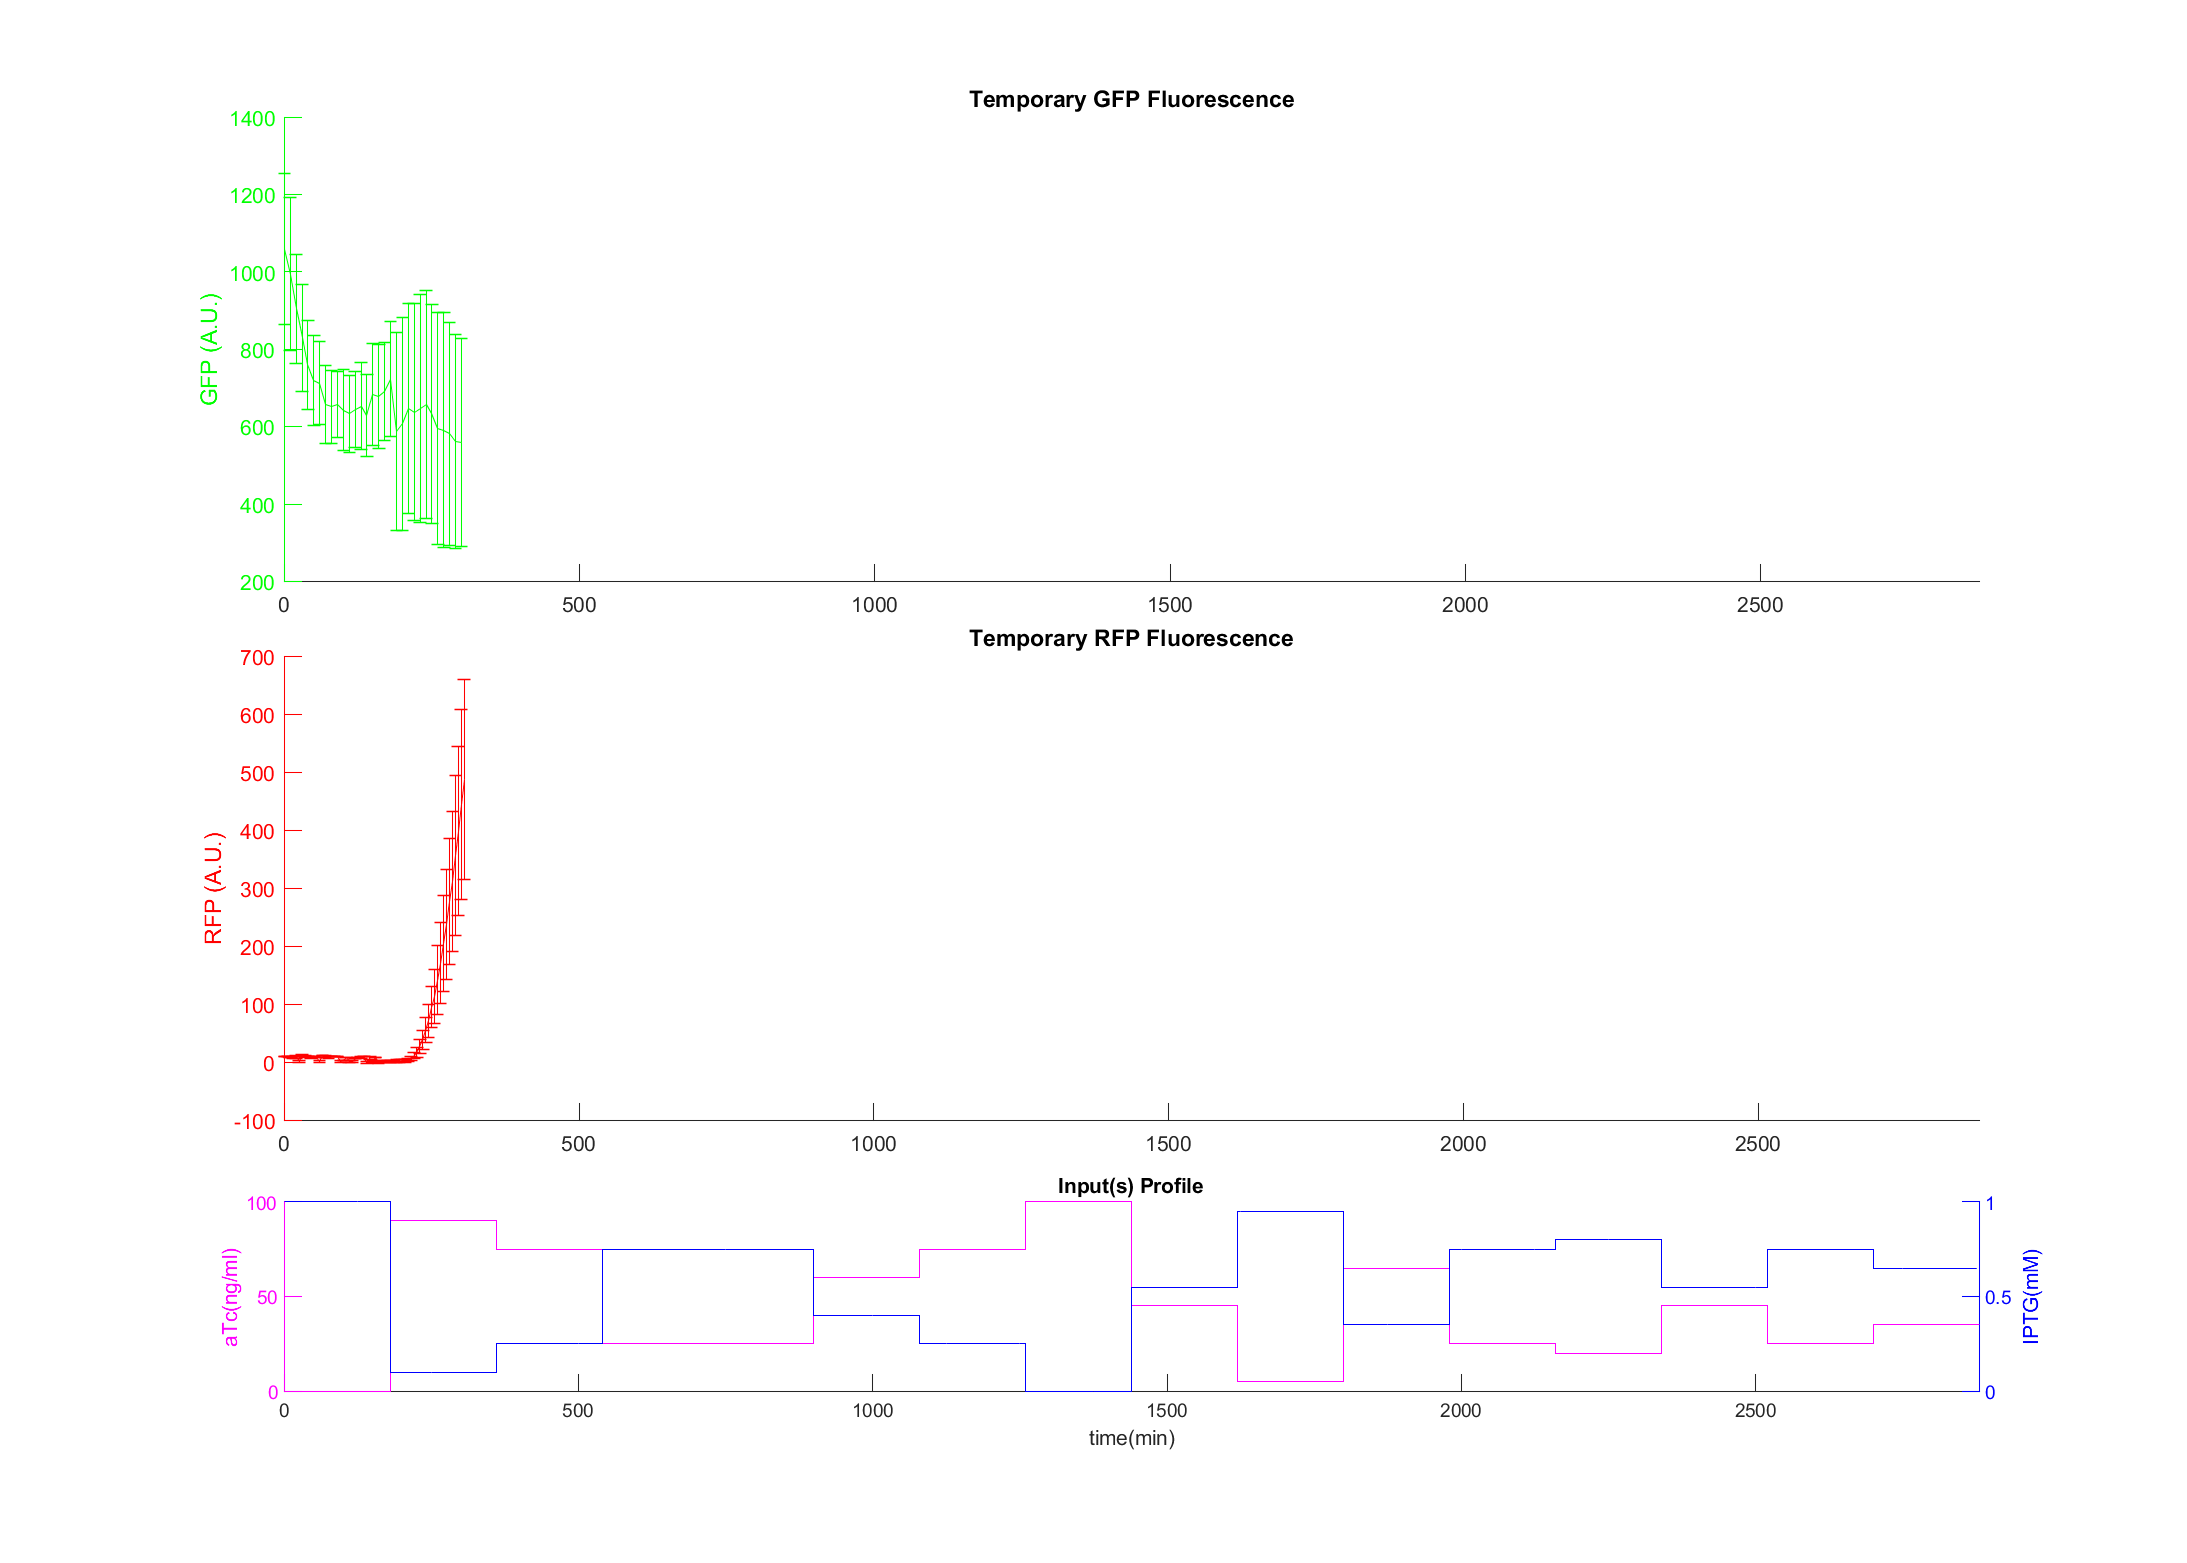 Temporary GFP Fluorescence
1400
1200
1000
800
600
400
200
GFP (A.U.)
0 500 1000 1500 2000 2500
Temporary RFP Fluorescence
700
600
500
400
300
200
100
0
-100
RFP (A.U.)
0 500 1000 1500 2000 2500
Input(s) Profile
100
50
0
aTc(ng/ml)
1
0.5
0
IPTG(mM)
0 500 1000 1500 2000 2500
time(min)